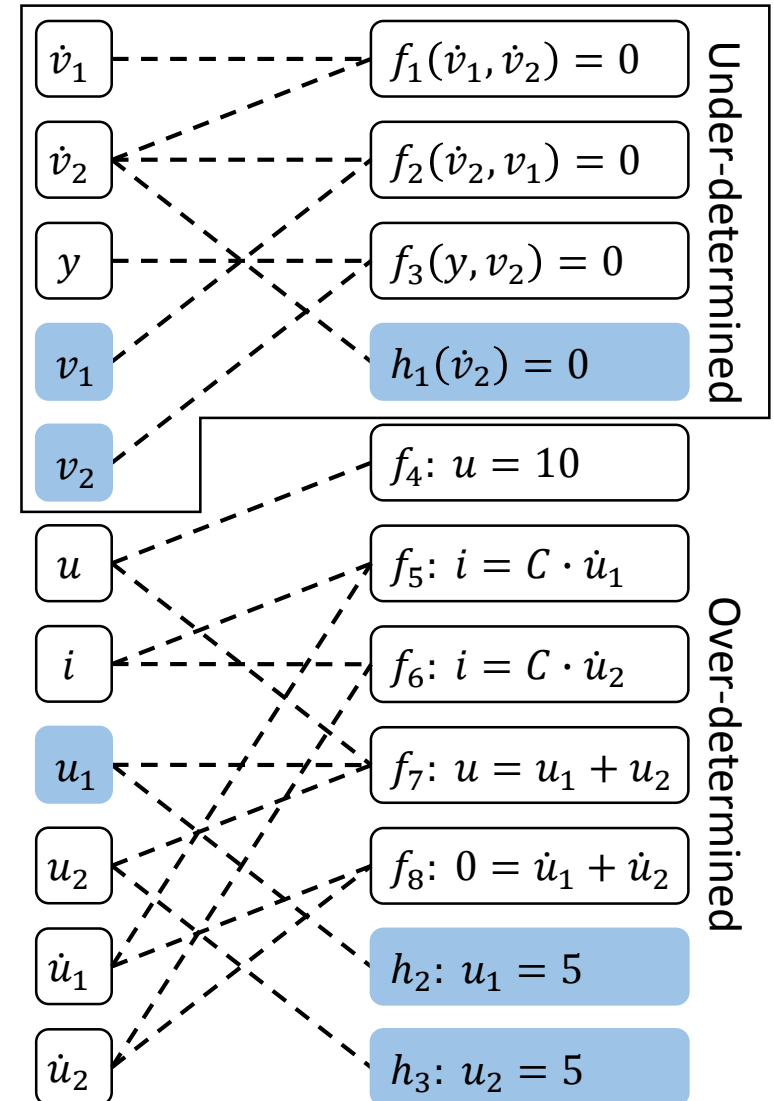 v̇₁ f₁(v̇₁, v̇₂) = 0
v̇₂ f₂(v̇₂, v₁) = 0
y f₃(y, v₂) = 0
v₁ h₁(v̇₂) = 0
Under-determined
v₂ f₄: u = 10
u f₅: i = C · u̇₁
i f₆: i = C · u̇₂
u₁ f₇: u = u₁ + u₂
u₂ f₈: 0 = u̇₁ + u̇₂
u̇₁ h₂: u₁ = 5
u̇₂ h₃: u₂ = 5
Over-determined